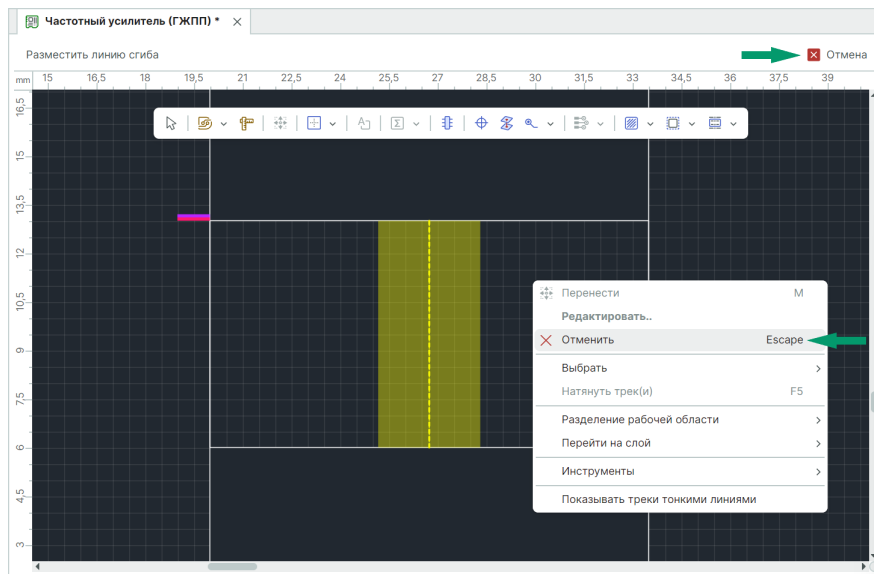 Частотный усилитель (ГЖПП) *
Разместить линию сгиба
Отмена
mm 15 16,5 18 19,5 21 22,5 24 25,5 27 28,5 30 31,5 33 34,5 36 37,5 39
16,5
15
13,5
12
10,5
9
7,5
6
4,5
3
Перенести M
Редактировать..
Отменить Escape
Выбрать
Натянуть трек(и) F5
Разделение рабочей области
Перейти на слой
Инструменты
Показывать треки тонкими линиями